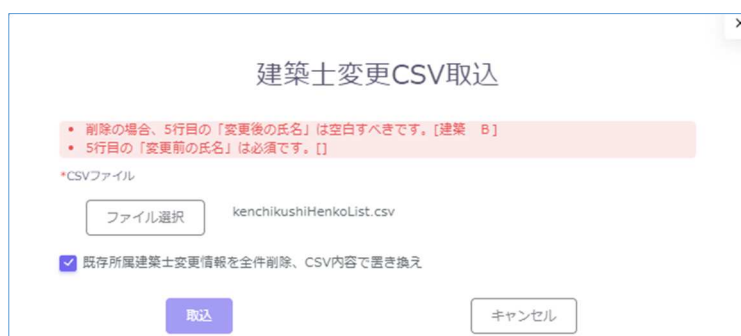 建築士変更CSV取込
• 削除の場合、5行目の「変更後の氏名」は空白すべきです。[建築　B]
• 5行目の「変更前の氏名」は必須です。[]
*CSVファイル
ファイル選択 kenchikushiHenkoList.csv
既存所属建築士変更情報を全件削除、CSV内容で置き換え
取込 キャンセル